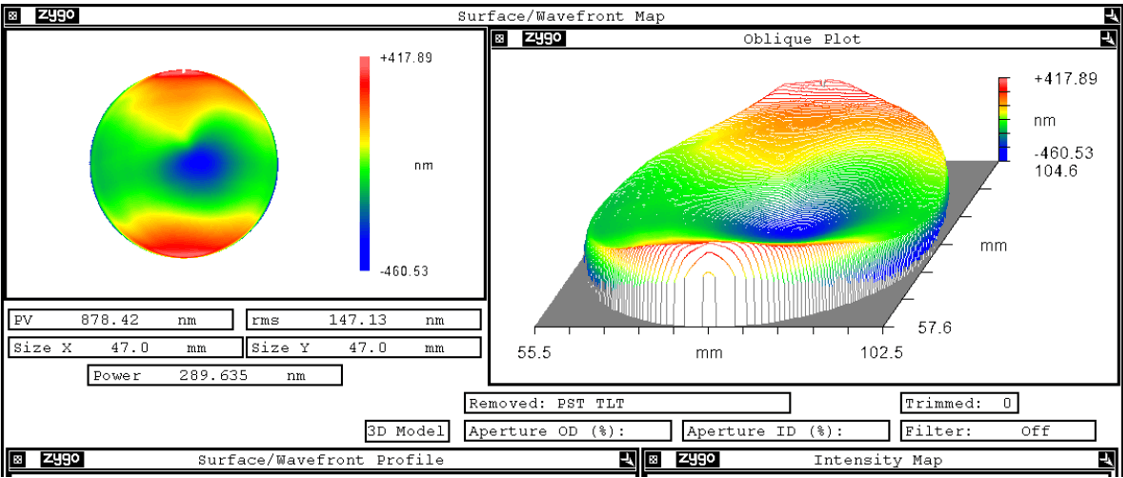 zygo Surface/Wavefront Map
+417.89
nm
-460.53
zygo Oblique Plot
+417.89
nm
-460.53
104.6
mm
57.6
55.5 mm 102.5
PV 878.42 nm
rms 147.13 nm
Size X 47.0 mm
Size Y 47.0 mm
Power 289.635 nm
Removed: PST TLT
Trimmed: 0
3D Model
Aperture OD (%):
Aperture ID (%):
Filter: Off
zygo Surface/Wavefront Profile
zygo Intensity Map